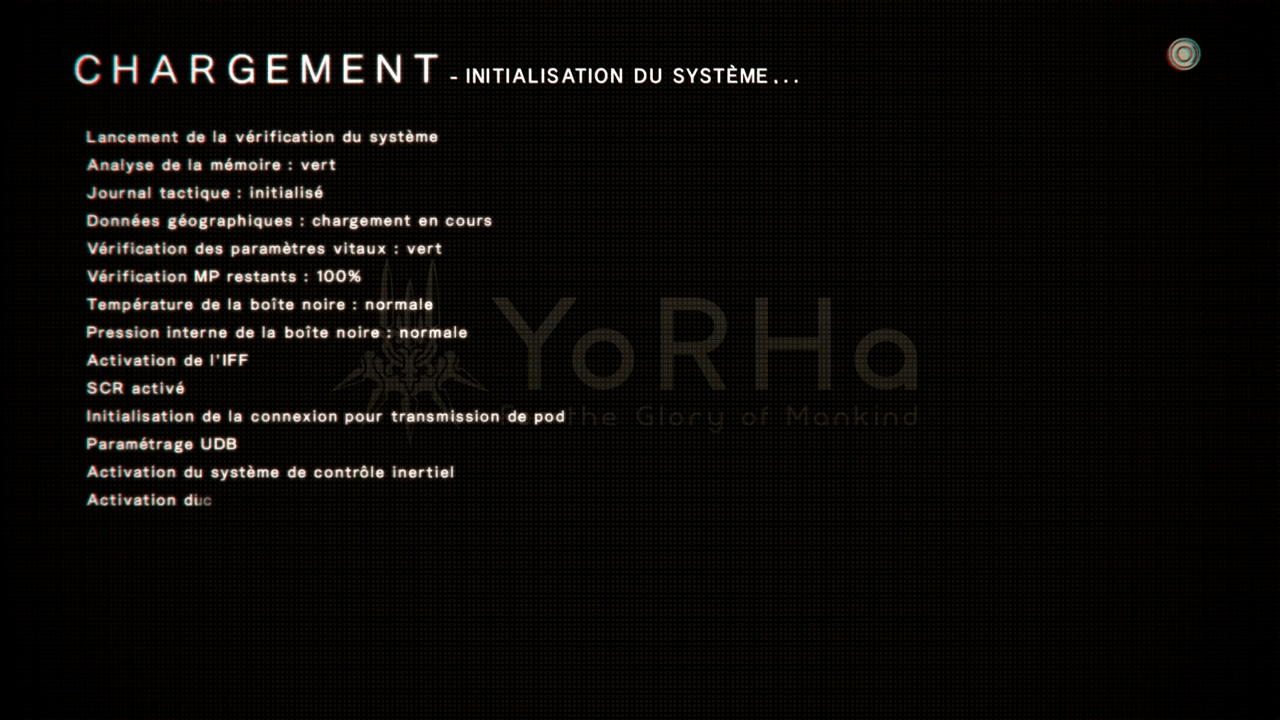 CHARGEMENT - INITIALISATION DU SYSTÈME...
Lancement de la vérification du système
Analyse de la mémoire : vert
Journal tactique : initialisé
Données géographiques : chargement en cours
Vérification des paramètres vitaux : vert
Vérification MP restants : 100%
Température de la boîte noire : normale
Pression interne de la boîte noire : normale
Activation de l'IFF
SCR activé
Initialisation de la connexion pour transmission de pod
Paramétrage UDB
Activation du système de contrôle inertiel
Activation du
YoRHa
the Glory of Mankind